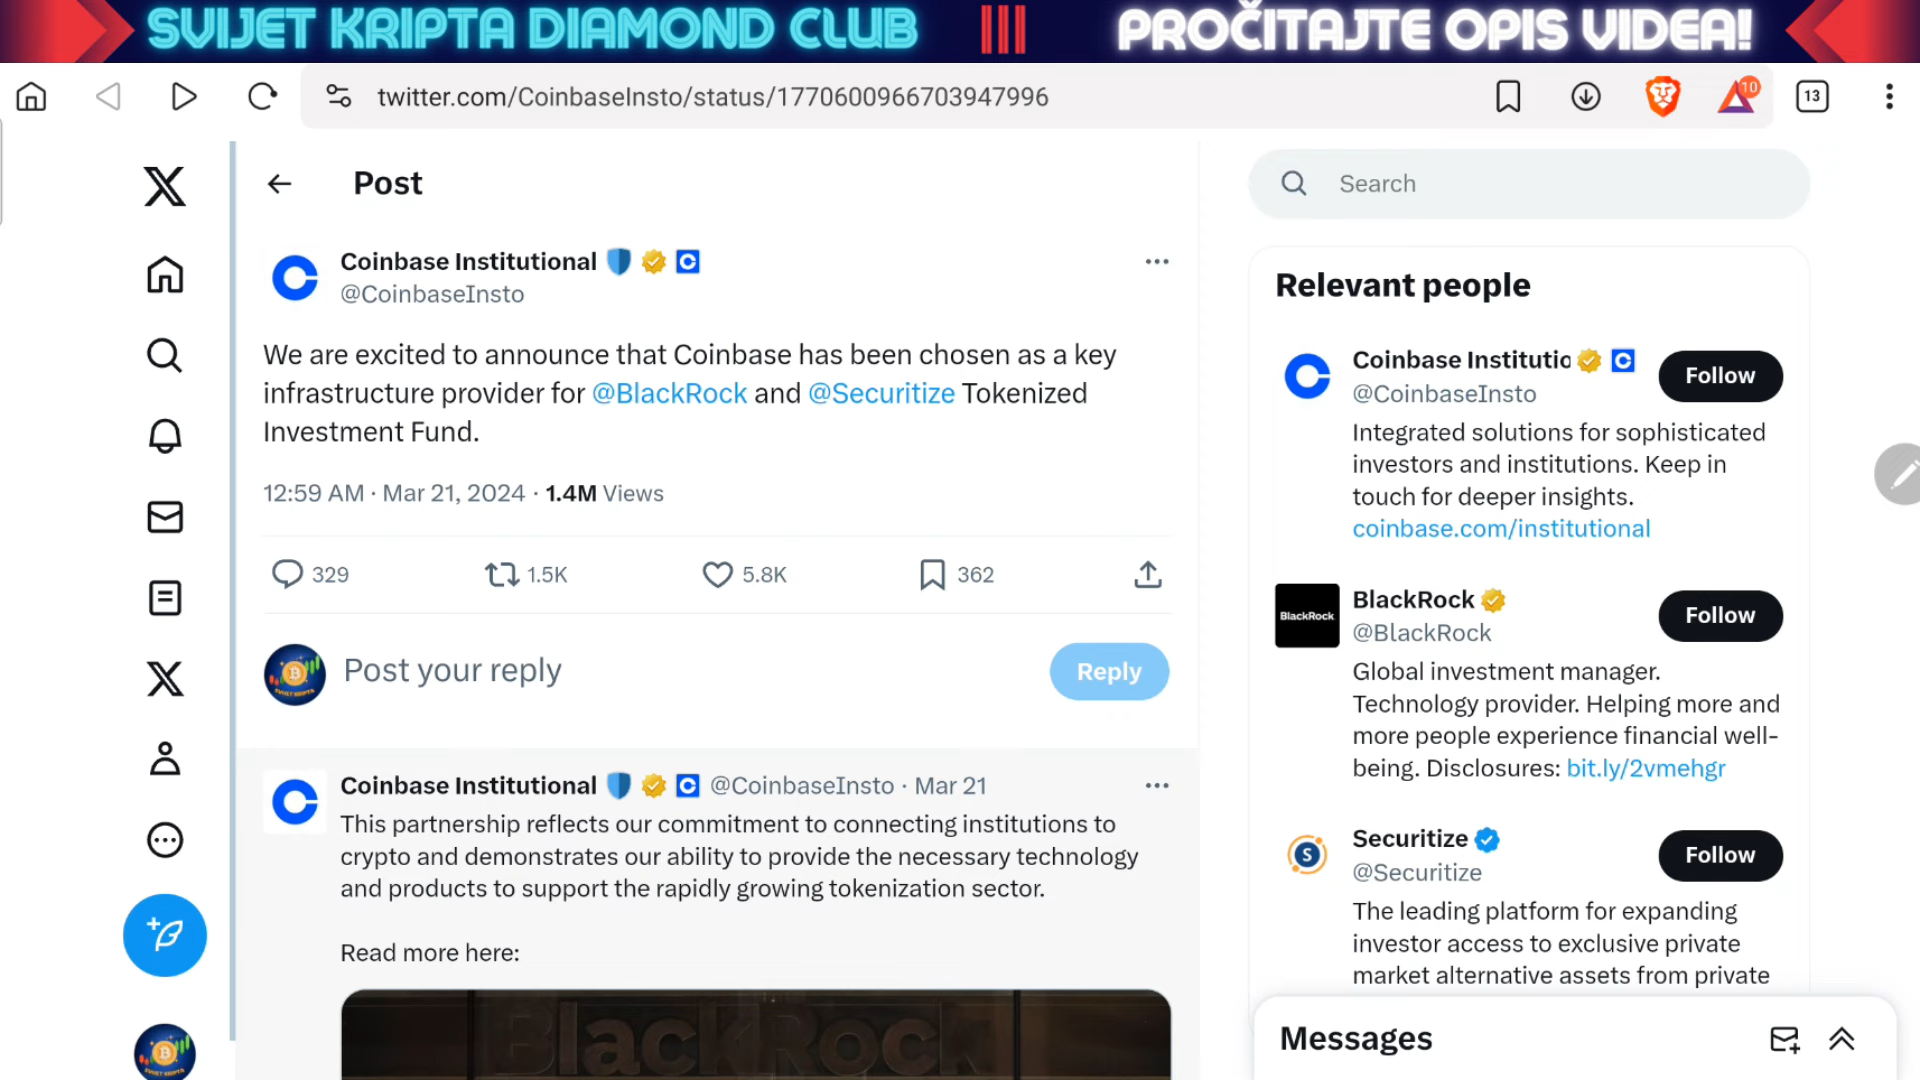 SVIJET KRIPTA DIAMOND CLUB
PROČITAJTE OPIS VIDEA!
twitter.com/CoinbaseInsto/status/1770600966703947996
10
13
Post
Search
Coinbase Institutional
@CoinbaseInsto
We are excited to announce that Coinbase has been chosen as a key
infrastructure provider for @BlackRock and @Securitize Tokenized
Investment Fund.
12:59 AM · Mar 21, 2024 · 1.4M Views
329
1.5K
5.8K
362
Post your reply
Reply
Coinbase Institutional @CoinbaseInsto · Mar 21
This partnership reflects our commitment to connecting institutions to
crypto and demonstrates our ability to provide the necessary technology
and products to support the rapidly growing tokenization sector.
Read more here:
BlackRock
Relevant people
Coinbase Institutio
@CoinbaseInsto
Follow
Integrated solutions for sophisticated
investors and institutions. Keep in
touch for deeper insights.
coinbase.com/institutional
BlackRock
BlackRock
@BlackRock
Follow
Global investment manager.
Technology provider. Helping more and
more people experience financial well-
being. Disclosures: bit.ly/2vmehgr
S
Securitize
@Securitize
Follow
The leading platform for expanding
investor access to exclusive private
market alternative assets from private
Messages